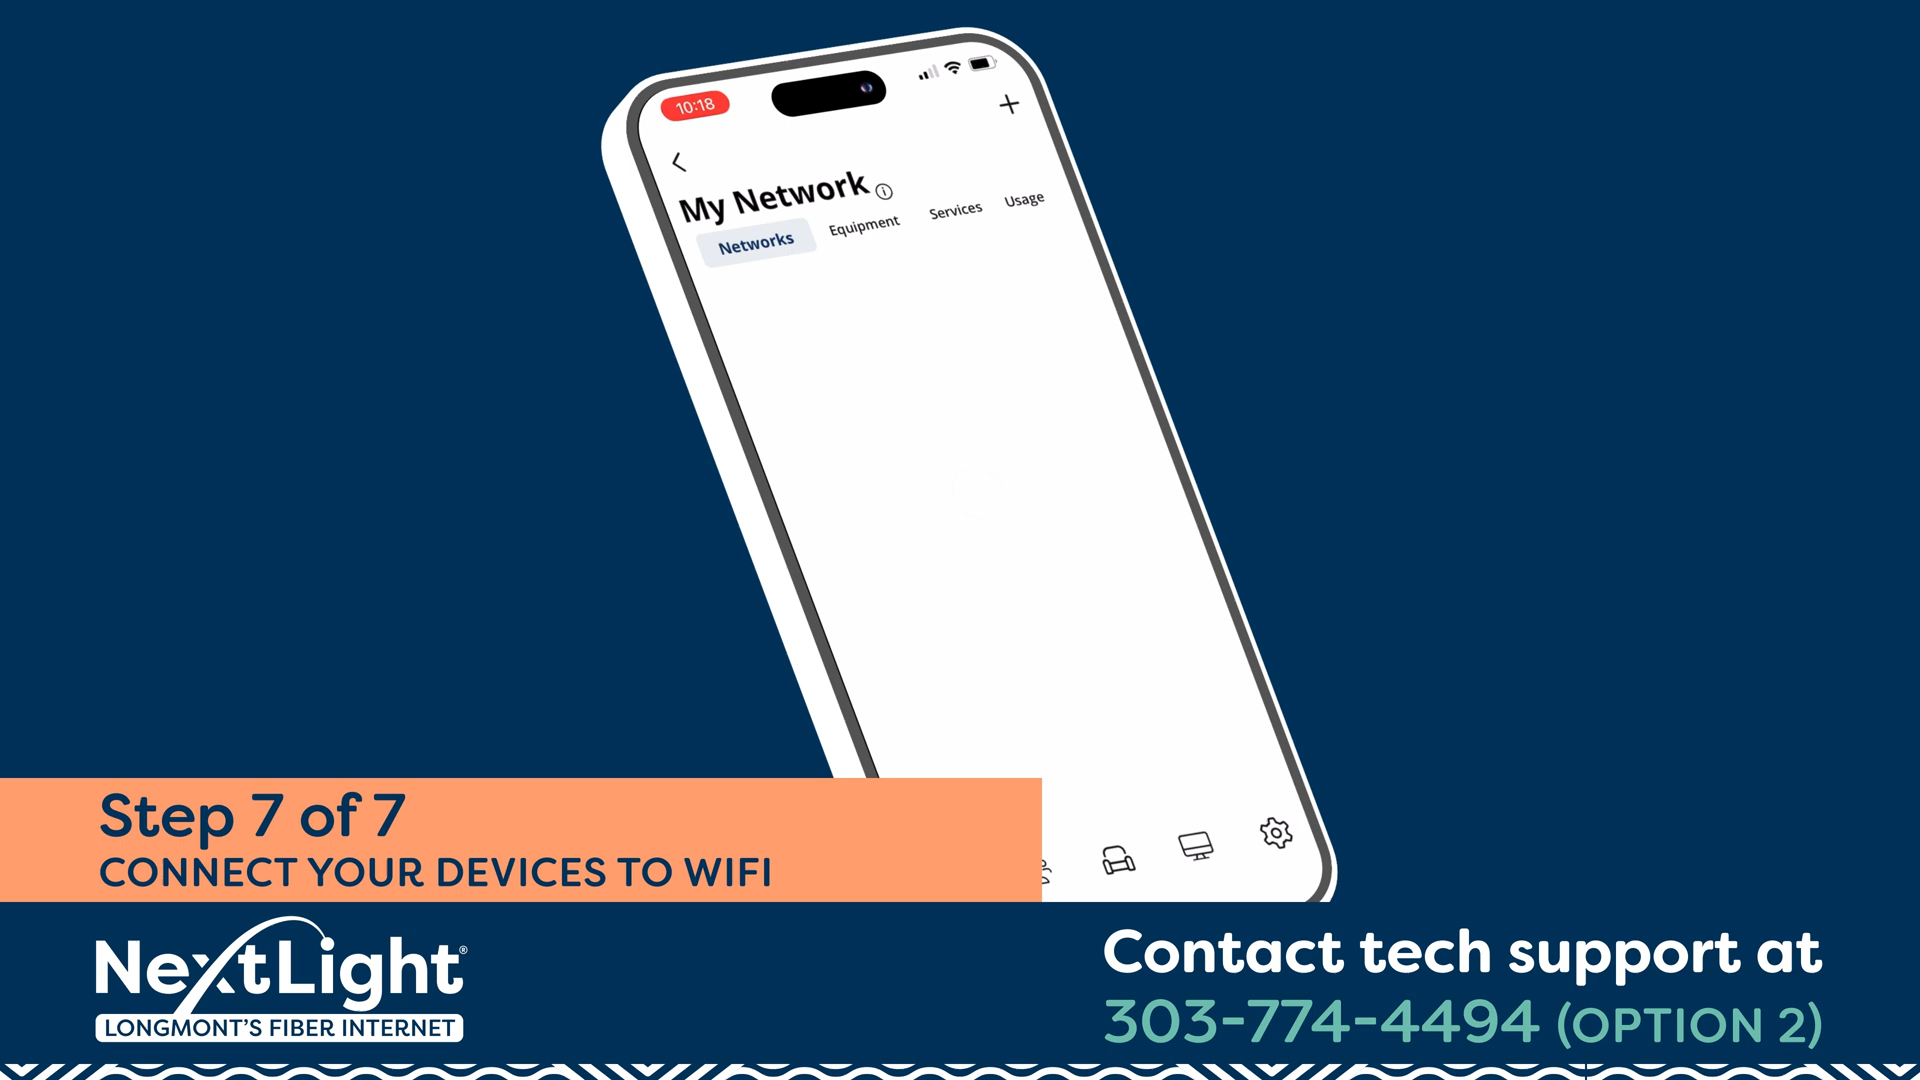 10:18
My Network
Networks Equipment Services Usage
Step 7 of 7
CONNECT YOUR DEVICES TO WIFI
NextLight®
LONGMONT'S FIBER INTERNET
Contact tech support at
303-774-4494 (OPTION 2)